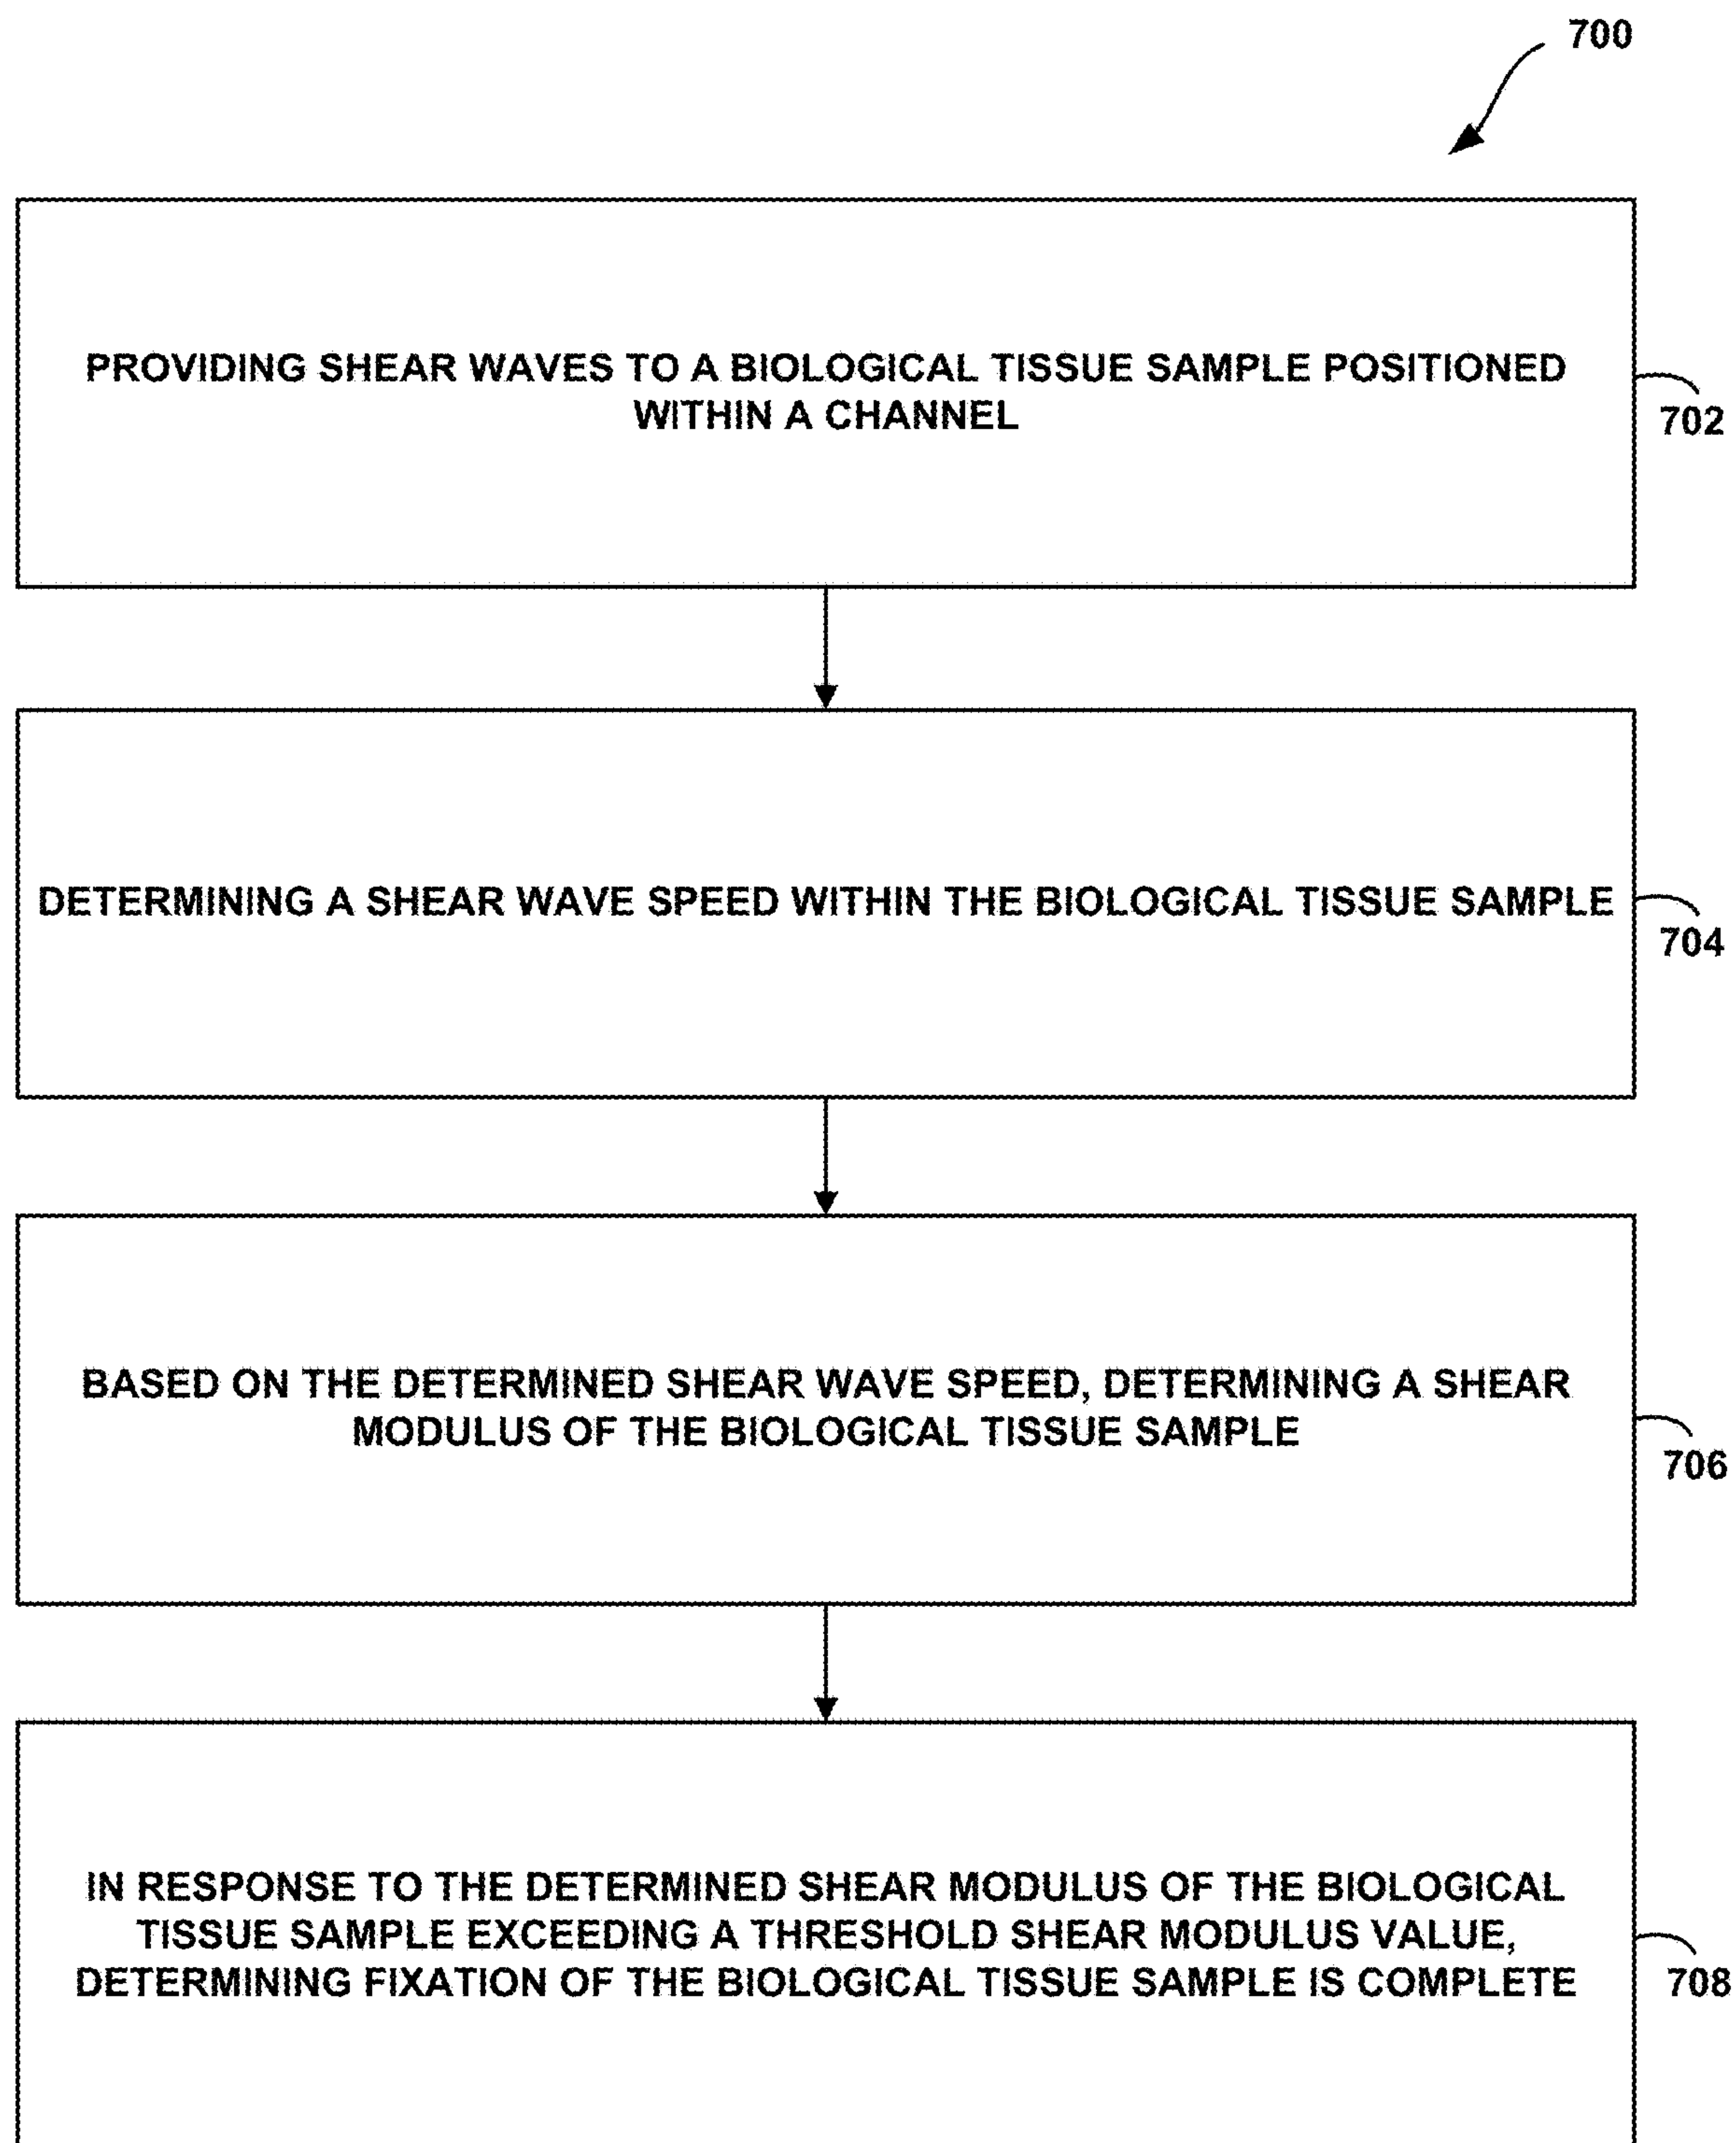 700
PROVIDING SHEAR WAVES TO A BIOLOGICAL TISSUE SAMPLE POSITIONED
WITHIN A CHANNEL
702
DETERMINING A SHEAR WAVE SPEED WITHIN THE BIOLOGICAL TISSUE SAMPLE
704
BASED ON THE DETERMINED SHEAR WAVE SPEED, DETERMINING A SHEAR
MODULUS OF THE BIOLOGICAL TISSUE SAMPLE
706
IN RESPONSE TO THE DETERMINED SHEAR MODULUS OF THE BIOLOGICAL
TISSUE SAMPLE EXCEEDING A THRESHOLD SHEAR MODULUS VALUE,
DETERMINING FIXATION OF THE BIOLOGICAL TISSUE SAMPLE IS COMPLETE
708